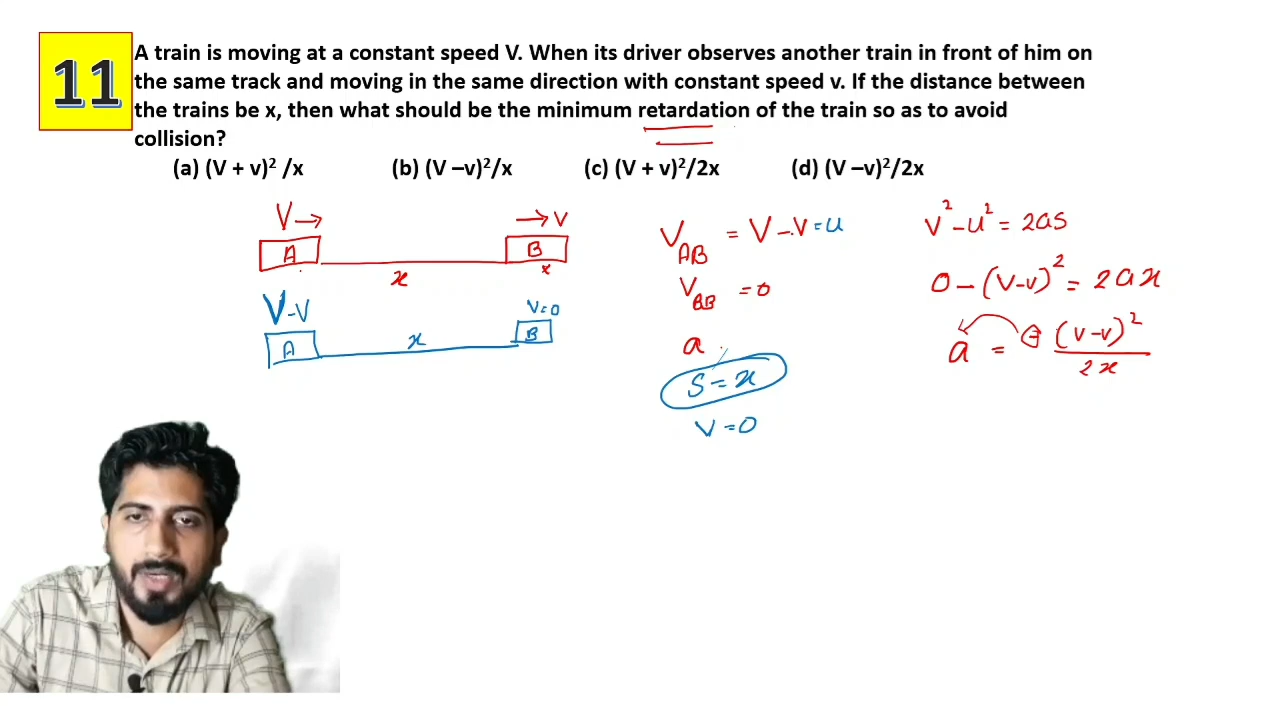 11
A train is moving at a constant speed V. When its driver observes another train in front of him on
the same track and moving in the same direction with constant speed v. If the distance between
the trains be x, then what should be the minimum retardation of the train so as to avoid
collision?
(a) (V + v)² /x (b) (V –v)²/x (c) (V + v)²/2x (d) (V –v)²/2x
V → → v
A B
x x
V-v v=0
A x B
V_AB = V - v = u
V_BB = 0
a
S = x
v = 0
v² - u² = 2as
0 - (V-v)² = 2ax
a = ⊖ (V-v)²
2x